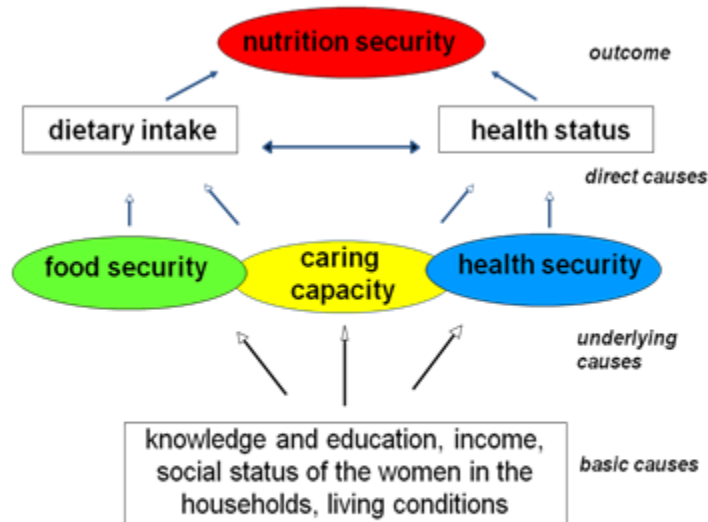 nutrition security
outcome
dietary intake
health status
direct causes
food security
caring
capacity
health security
underlying
causes
knowledge and education, income,
social status of the women in the
households, living conditions
basic causes